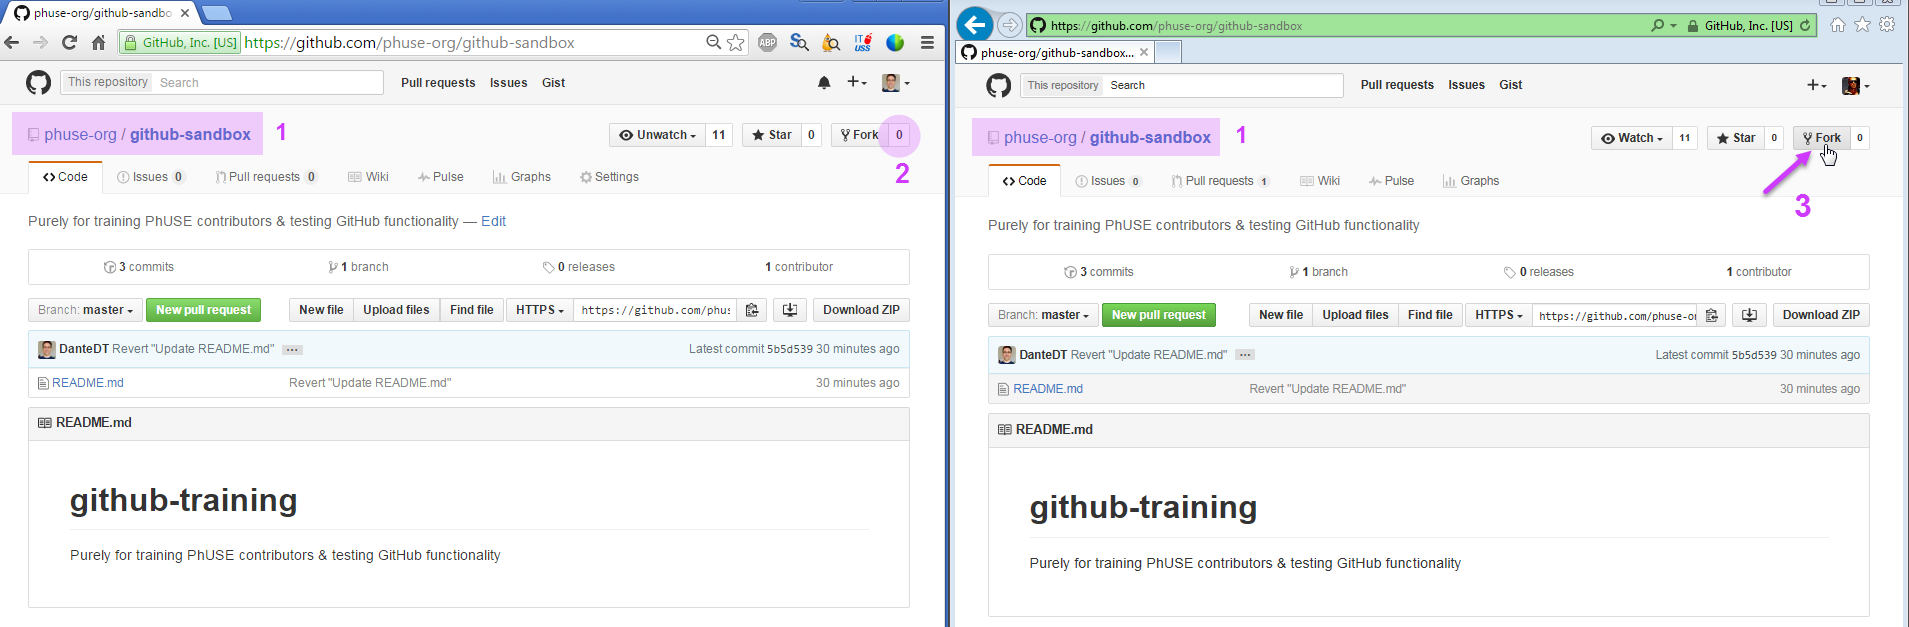 phuse-org/github-sandbo
GitHub, Inc. [US] https://github.com/phuse-org/github-sandbox
ABP
IT
USS
This repository Search Pull requests Issues Gist
phuse-org / github-sandbox 1
Unwatch 11 Star 0 Fork 0
2
Code Issues 0 Pull requests 0 Wiki Pulse Graphs Settings
Purely for training PhUSE contributors & testing GitHub functionality — Edit
3 commits 1 branch 0 releases 1 contributor
Branch: master New pull request New file Upload files Find file HTTPS https://github.com/phus Download ZIP
DanteDT Revert "Update README.md" ... Latest commit 5b5d539 30 minutes ago
README.md Revert "Update README.md" 30 minutes ago
README.md
github-training
Purely for training PhUSE contributors & testing GitHub functionality
https://github.com/phuse-org/github-sandbox GitHub, Inc. [US]
phuse-org/github-sandbox...
This repository Search Pull requests Issues Gist
phuse-org / github-sandbox 1
Watch 11 Star 0 Fork 0
3
Code Issues 0 Pull requests 1 Wiki Pulse Graphs
Purely for training PhUSE contributors & testing GitHub functionality
3 commits 1 branch 0 releases 1 contributor
Branch: master New pull request New file Upload files Find file HTTPS https://github.com/phuse-or Download ZIP
DanteDT Revert "Update README.md" ... Latest commit 5b5d539 30 minutes ago
README.md Revert "Update README.md" 30 minutes ago
README.md
github-training
Purely for training PhUSE contributors & testing GitHub functionality